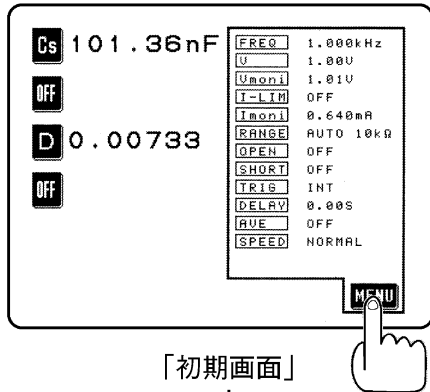 Cs 101.36nF
OFF
D 0.00733
OFF
FREQ 1.000kHz
V 1.00V
Vmoni 1.01V
I-LIM OFF
Imoni 0.640mA
RANGE AUTO 10kΩ
OPEN OFF
SHORT OFF
TRIG INT
DELAY 0.00S
AVE OFF
SPEED NORMAL
MENU
「初期画面」